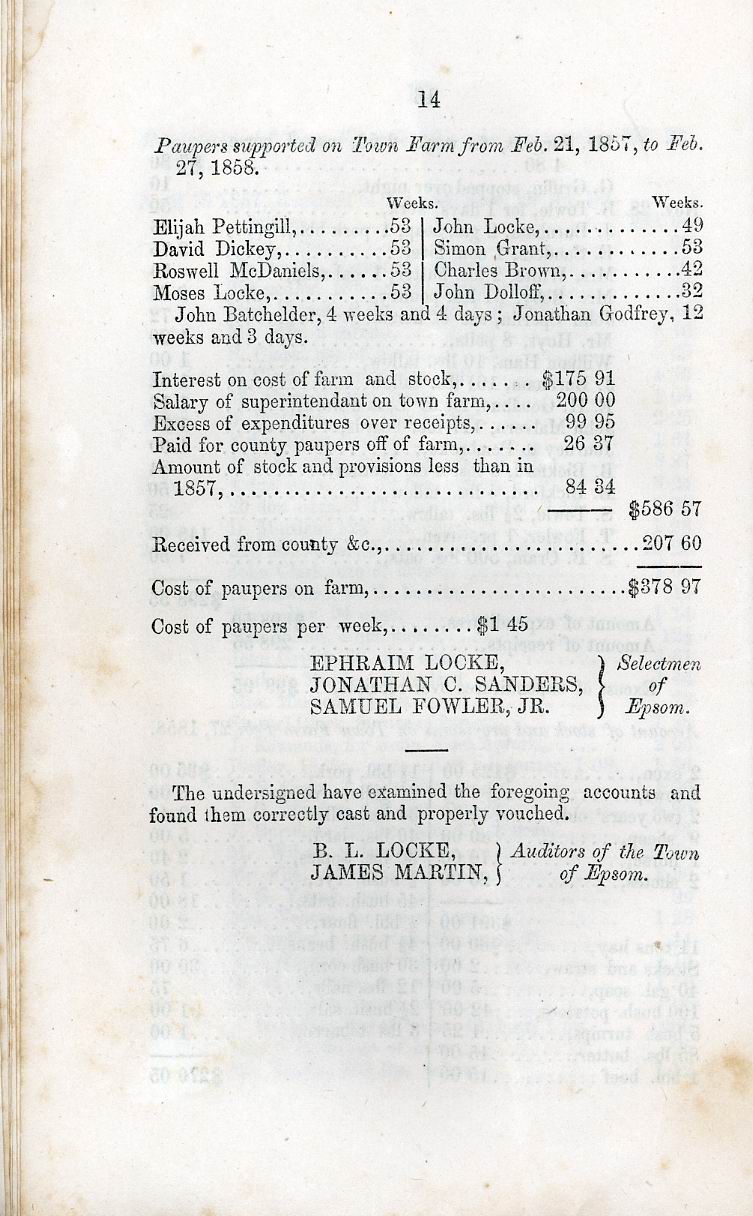 14
Paupers supported on Town Farm from Feb. 21, 1857, to Feb.
27, 1858.
Weeks. Weeks.
Elijah Pettingill,.........53 | John Locke,.............49
David Dickey,..........53 | Simon Grant,............53
Roswell McDaniels,......53 | Charles Brown,..........42
Moses Locke,...........53 | John Dolloff,............32
John Batchelder, 4 weeks and 4 days; Jonathan Godfrey, 12
weeks and 3 days.
Interest on cost of farm and stock,....... $175 91
Salary of superintendant on town farm,.... 200 00
Excess of expenditures over receipts,...... 99 95
Paid for county paupers off of farm,....... 26 37
Amount of stock and provisions less than in
1857,............................ 84 34
$586 57
Received from county &c.,.......................207 60
Cost of paupers on farm,.......................$378 97
Cost of paupers per week,........$1 45
EPHRAIM LOCKE, } Selectmen
JONATHAN C. SANDERS, } of
SAMUEL FOWLER, JR. } Epsom.
The undersigned have examined the foregoing accounts and
found them correctly cast and properly vouched.
B. L. LOCKE, } Auditors of the Town
JAMES MARTIN, } of Epsom.